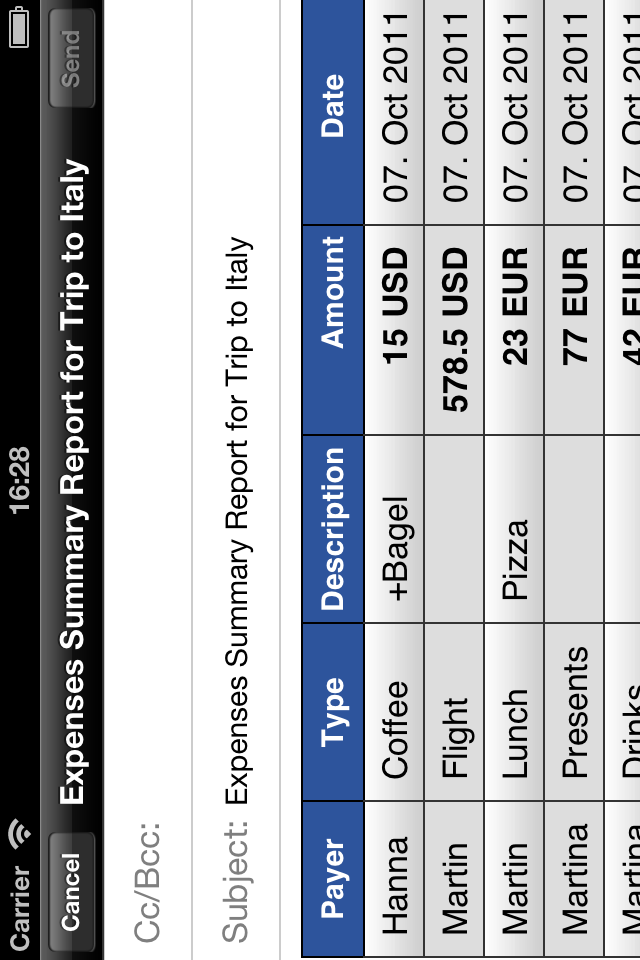 Carrier 16:28
Cancel Expenses Summary Report for Trip to Italy Send
Cc/Bcc:
Subject: Expenses Summary Report for Trip to Italy
Payer Type Description Amount Date
Hanna Coffee +Bagel 15 USD 07. Oct 2011
Martin Flight 578.5 USD 07. Oct 2011
Martin Lunch Pizza 23 EUR 07. Oct 2011
Martina Presents 77 EUR 07. Oct 2011
Martina Drinks 42 EUR 07. Oct 2011